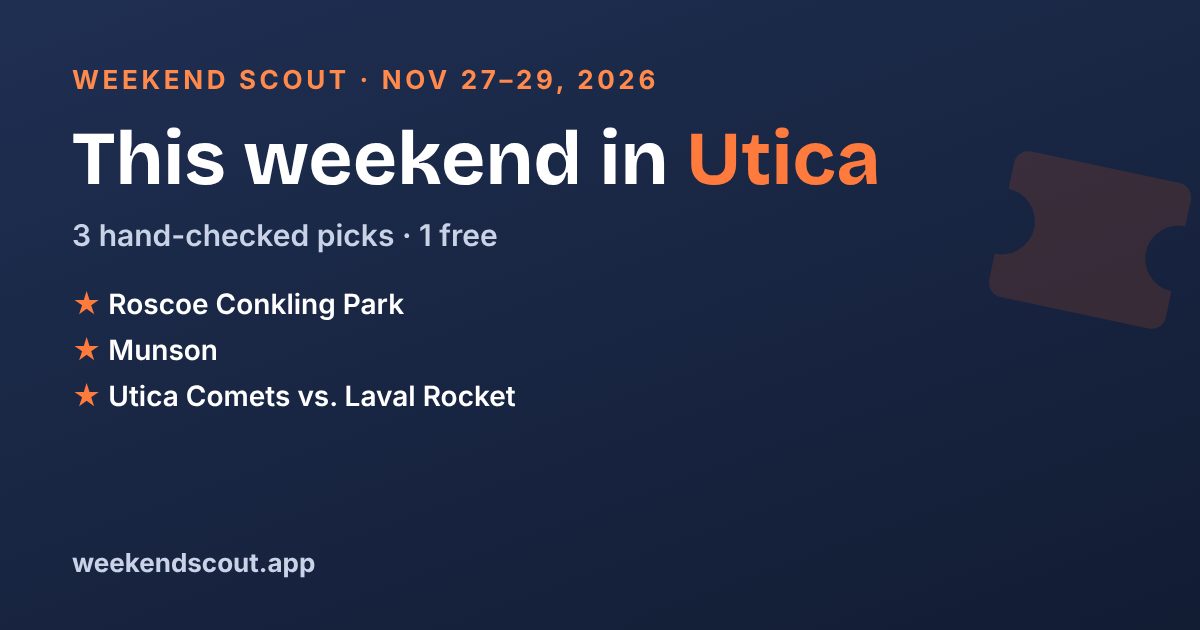 WEEKEND SCOUT · NOV 27–29, 2026
This weekend in Utica
3 hand-checked picks · 1 free
★ Roscoe Conkling Park
★ Munson
★ Utica Comets vs. Laval Rocket
weekendscout.app